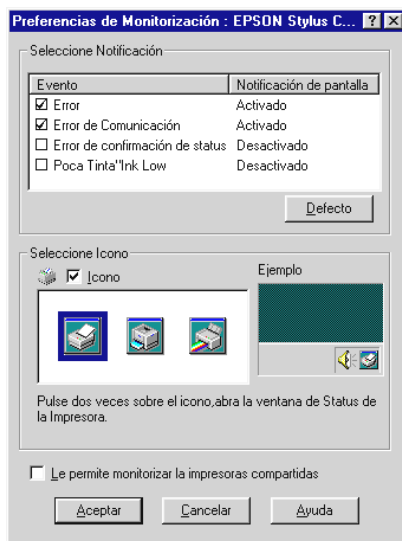 Preferencias de Monitorización : EPSON Stylus C...
Seleccione Notificación
Evento Notificación de pantalla
Error Activado
Error de Comunicación Activado
Error de confirmación de status Desactivado
Poca Tinta"Ink Low Desactivado
Defecto
Seleccione Icono
Icono
Ejemplo
Pulse dos veces sobre el icono,abra la ventana de Status de
la Impresora.
Le permite monitorizar la impresoras compartidas
Aceptar Cancelar Ayuda